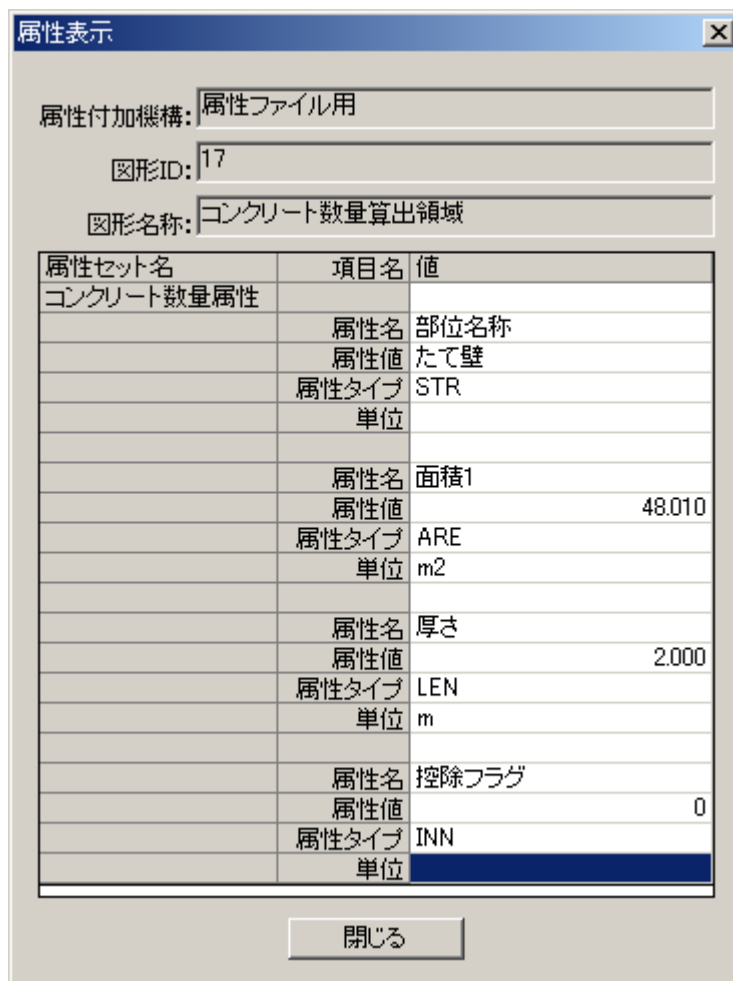 属性表示
属性付加機構: 属性ファイル用
図形ID: 17
図形名称: コンクリート数量算出領域
属性セット名 項目名 値
コンクリート数量属性
属性名 部位名称
属性値 たて壁
属性タイプ STR
単位
属性名 面積1
属性値 48.010
属性タイプ ARE
単位 m2
属性名 厚さ
属性値 2.000
属性タイプ LEN
単位 m
属性名 控除フラグ
属性値 0
属性タイプ INN
単位
閉じる